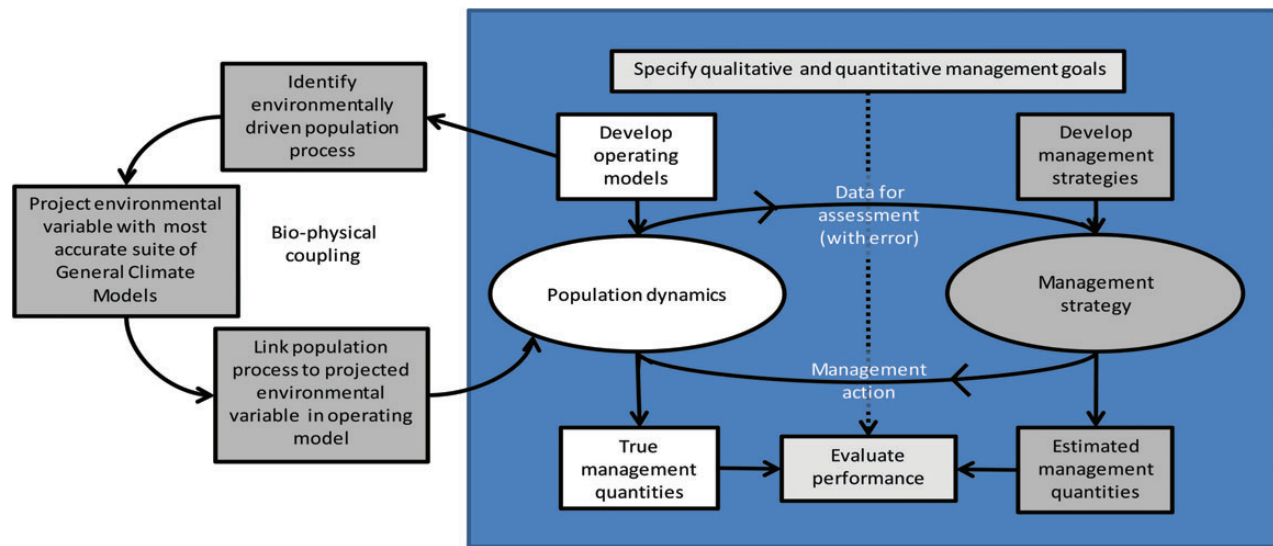 Specify qualitative and quantitative management goals
Identify
environmentally
driven population
process
Develop
operating
models
Develop
management
strategies
Data for
assessment
(with error)
Project environmental
variable with most
accurate suite of
General Climate
Models
Bio-physical
coupling
Population dynamics
Management
strategy
Link population
process to projected
environmental
variable in operating
model
Management
action
True
management
quantities
Evaluate
performance
Estimated
management
quantities